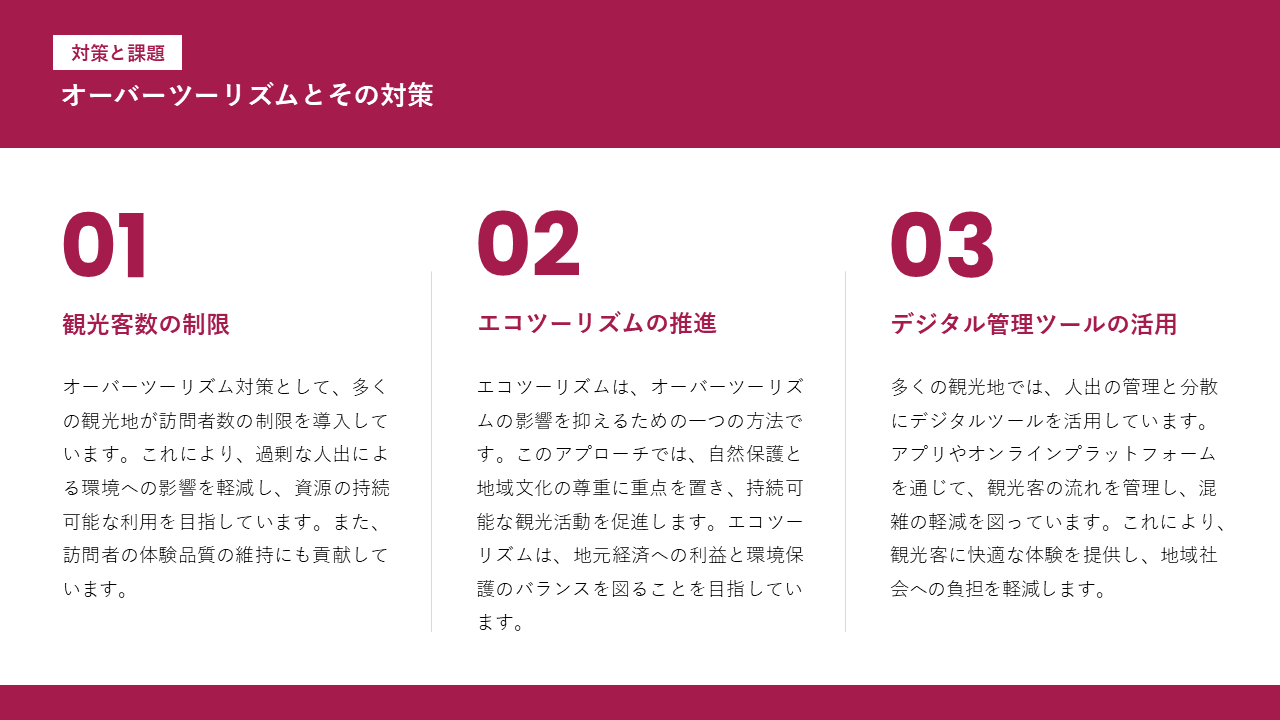 対策と課題
オーバーツーリズムとその対策
01
観光客数の制限
オーバーツーリズム対策として、多く
の観光地が訪問者数の制限を導入して
います。これにより、過剰な人出によ
る環境への影響を軽減し、資源の持続
可能な利用を目指しています。また、
訪問者の体験品質の維持にも貢献して
います。
02
エコツーリズムの推進
エコツーリズムは、オーバーツーリズ
ムの影響を抑えるための一つの方法で
す。このアプローチでは、自然保護と
地域文化の尊重に重点を置き、持続可
能な観光活動を促進します。エコツー
リズムは、地元経済への利益と環境保
護のバランスを図ることを目指してい
ます。
03
デジタル管理ツールの活用
多くの観光地では、人出の管理と分散
にデジタルツールを活用しています。
アプリやオンラインプラットフォーム
を通じて、観光客の流れを管理し、混
雑の軽減を図っています。これにより、
観光客に快適な体験を提供し、地域社
会への負担を軽減します。